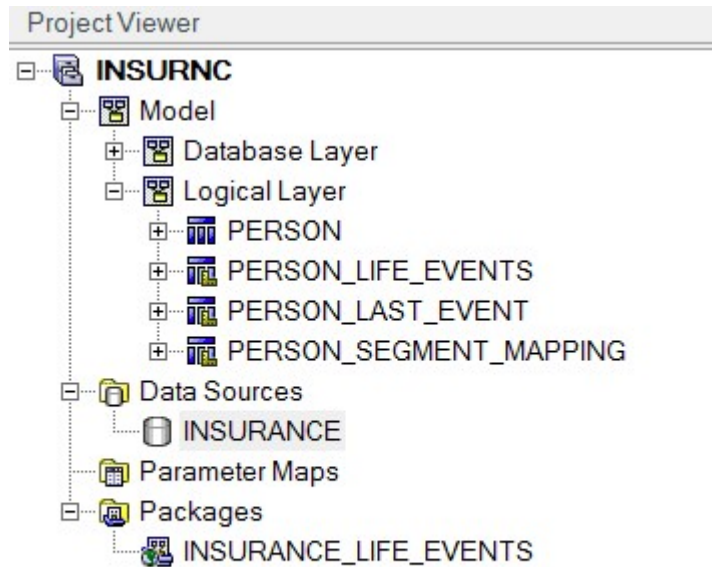 Project Viewer
INSURNC
Model
Database Layer
Logical Layer
PERSON
PERSON_LIFE_EVENTS
PERSON_LAST_EVENT
PERSON_SEGMENT_MAPPING
Data Sources
INSURANCE
Parameter Maps
Packages
INSURANCE_LIFE_EVENTS